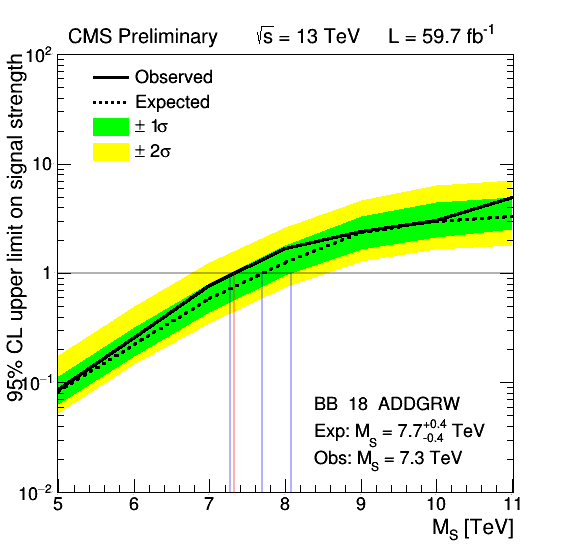 CMS Preliminary √s = 13 TeV L = 59.7 fb⁻¹
95% CL upper limit on signal strength
10²
10
1
10⁻¹
10⁻²
Observed
Expected
± 1σ
± 2σ
BB 18 ADDGRW
Exp: M_S = 7.7 +0.4 -0.4 TeV
Obs: M_S = 7.3 TeV
5 6 7 8 9 10 11
M_S [TeV]